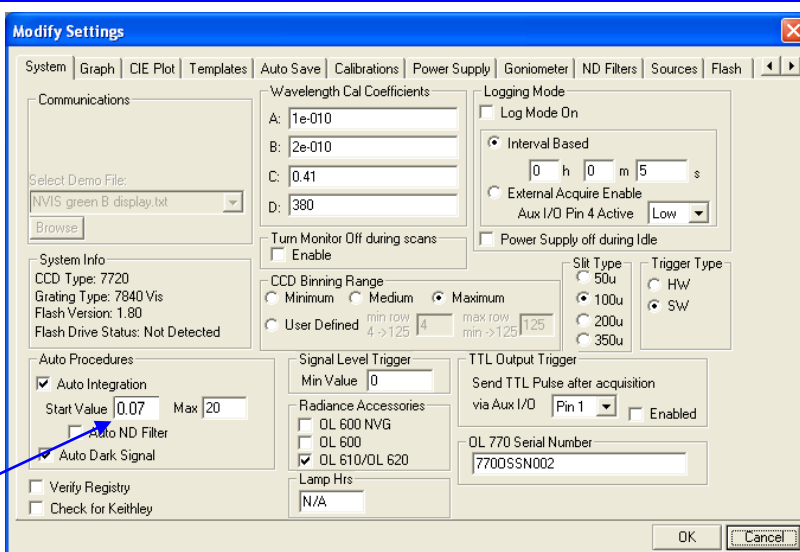 Modify Settings
System Graph CIE Plot Templates Auto Save Calibrations Power Supply Goniometer ND Filters Sources Flash
Communications
Select Demo File:
NVIS green B display.txt
Browse
System Info
CCD Type: 7720
Grating Type: 7840 Vis
Flash Version: 1.80
Flash Drive Status: Not Detected
Auto Procedures
Auto Integration
Start Value 0.07 Max 20
Auto ND Filter
Auto Dark Signal
Verify Registry
Check for Keithley
Wavelength Cal Coefficients
A: 1e-010
B: 2e-010
C: 0.41
D: 380
Turn Monitor Off during scans
Enable
CCD Binning Range
Minimum Medium Maximum
User Defined min row 4 ->125 4 max row min ->125 125
Signal Level Trigger
Min Value 0
Radiance Accessories
OL 600 NVG
OL 600
OL 610/OL 620
Lamp Hrs
N/A
Logging Mode
Log Mode On
Interval Based
0 h 0 m 5 s
External Acquire Enable
Aux I/O Pin 4 Active Low
Power Supply off during Idle
Slit Type
50u
100u
200u
350u
Trigger Type
HW
SW
TTL Output Trigger
Send TTL Pulse after acquisition
via Aux I/O Pin 1 Enabled
OL 770 Serial Number
770OSSN002
OK Cancel